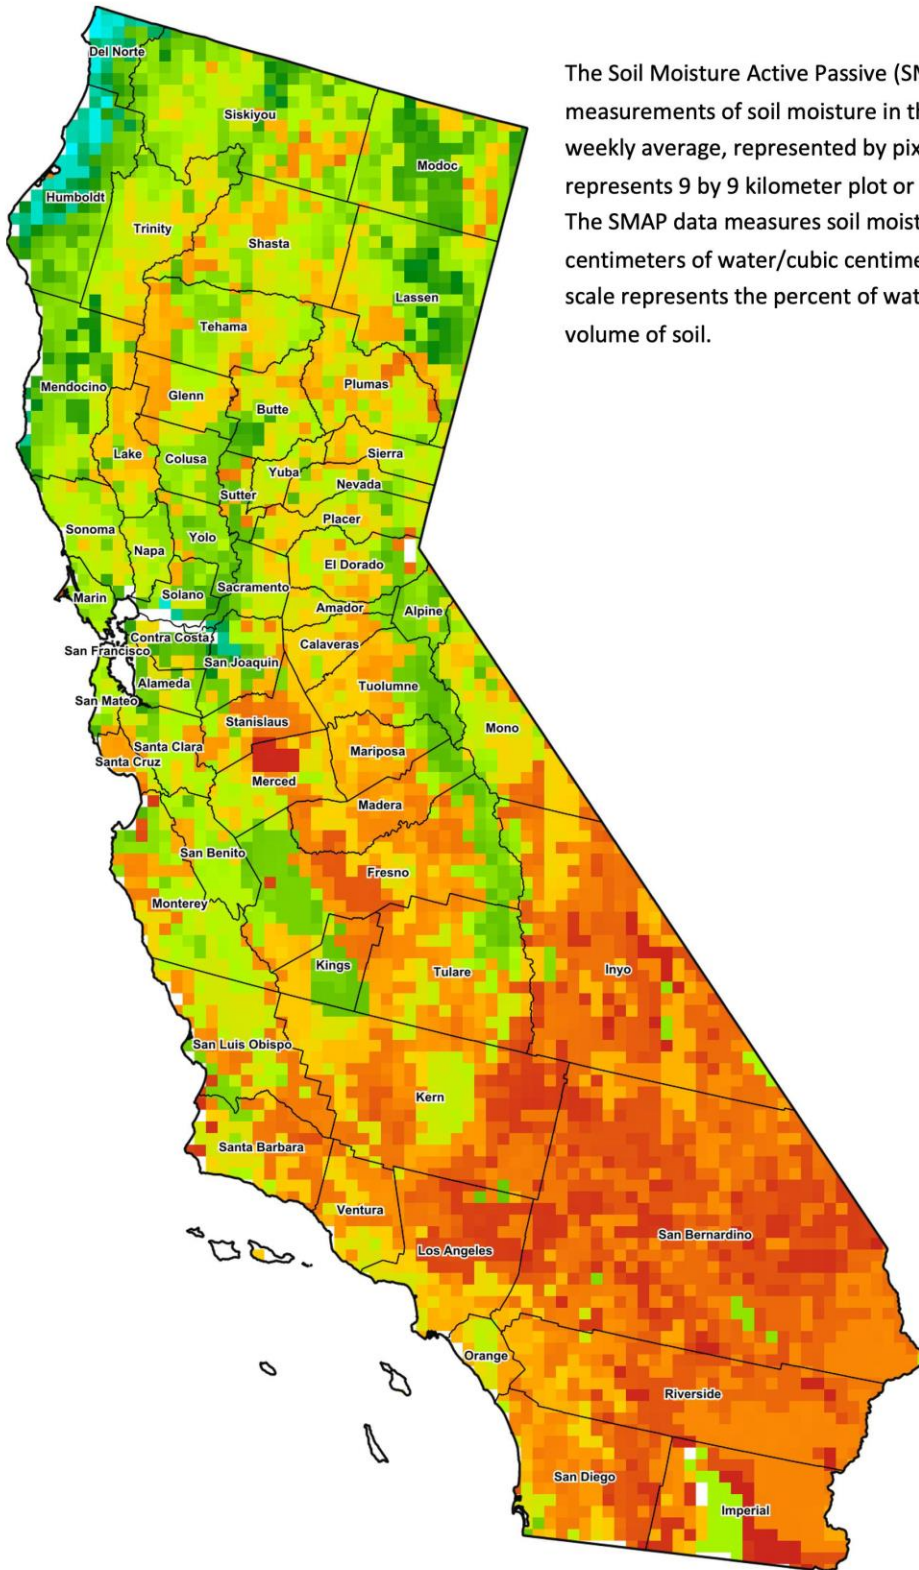 The Soil Moisture Active Passive (SM
measurements of soil moisture in th
weekly average, represented by pix
represents 9 by 9 kilometer plot or
The SMAP data measures soil moist
centimeters of water/cubic centime
scale represents the percent of wat
volume of soil.
Del Norte
Siskiyou
Modoc
Humboldt
Trinity
Shasta
Lassen
Tehama
Mendocino
Plumas
Glenn
Butte
Lake
Colusa
Sierra
Yuba
Nevada
Sutter
Placer
Sonoma
Yolo
Napa
El Dorado
Sacramento
Solano
Marin
Amador
Alpine
Contra Costa
Calaveras
San Francisco
San Joaquin
Alameda
Tuolumne
San Mateo
Stanislaus
Mono
Santa Clara
Mariposa
Santa Cruz
Merced
Madera
San Benito
Fresno
Monterey
Kings
Tulare
Inyo
San Luis Obispo
Kern
Santa Barbara
Ventura
San Bernardino
Los Angeles
Orange
Riverside
San Diego
Imperial